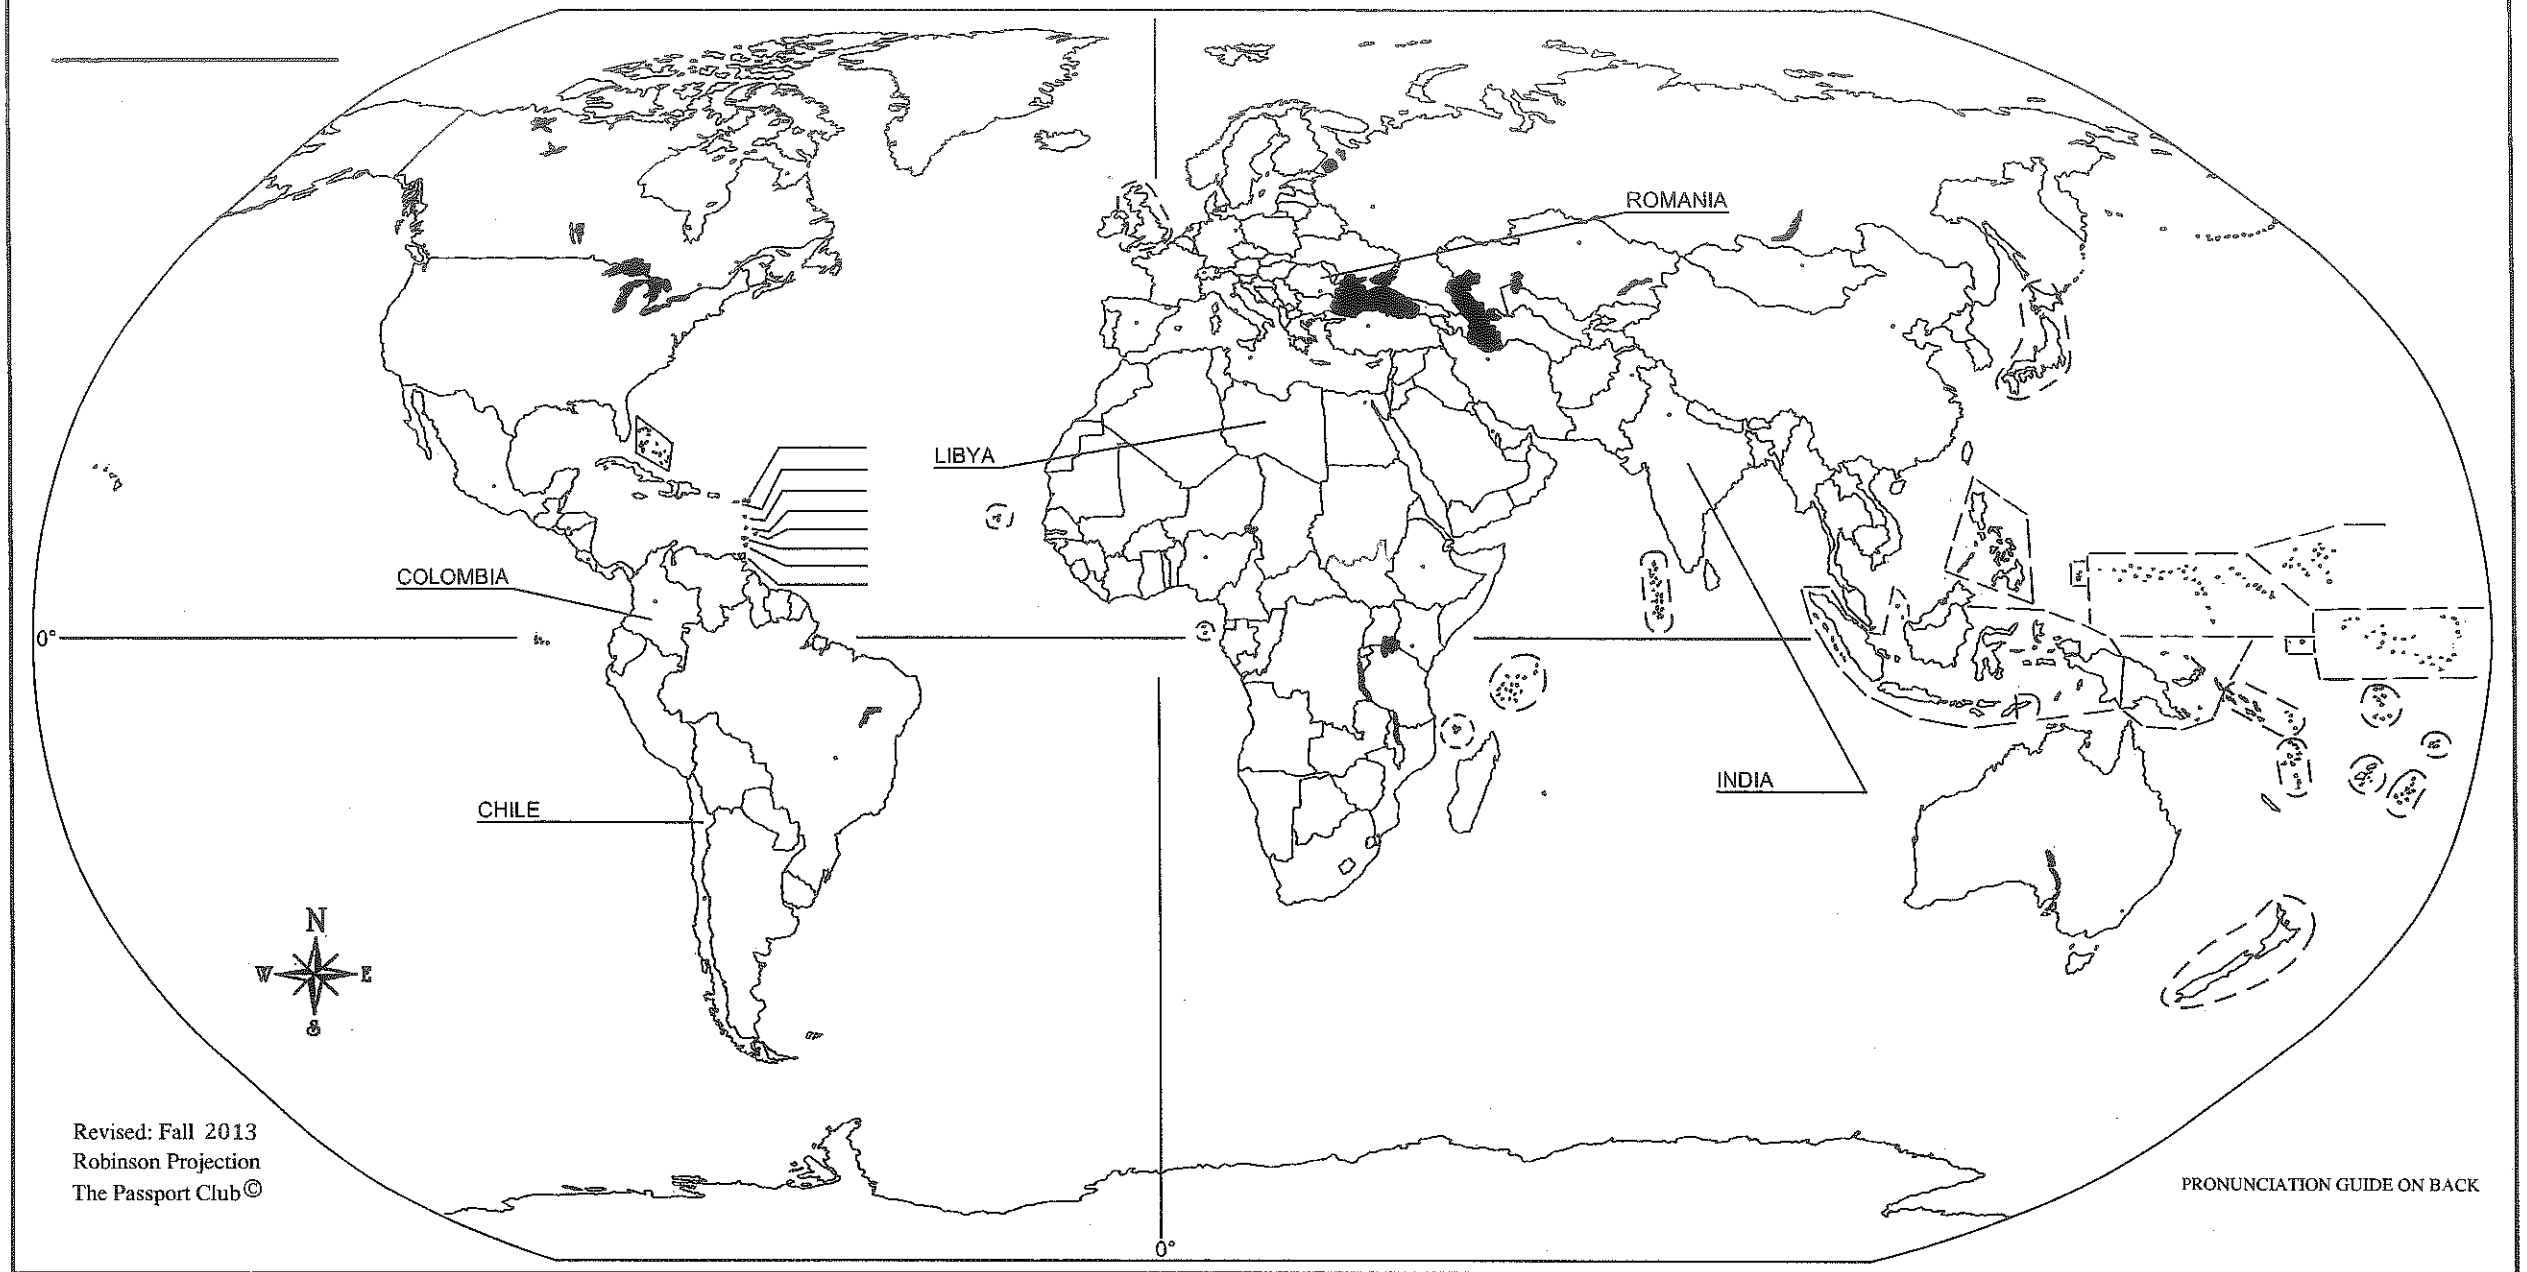 ROMANIA
LIBYA
COLOMBIA
0°
INDIA
CHILE
N
W E
S
Revised: Fall 2013
Robinson Projection
The Passport Club©
PRONUNCIATION GUIDE ON BACK
0°